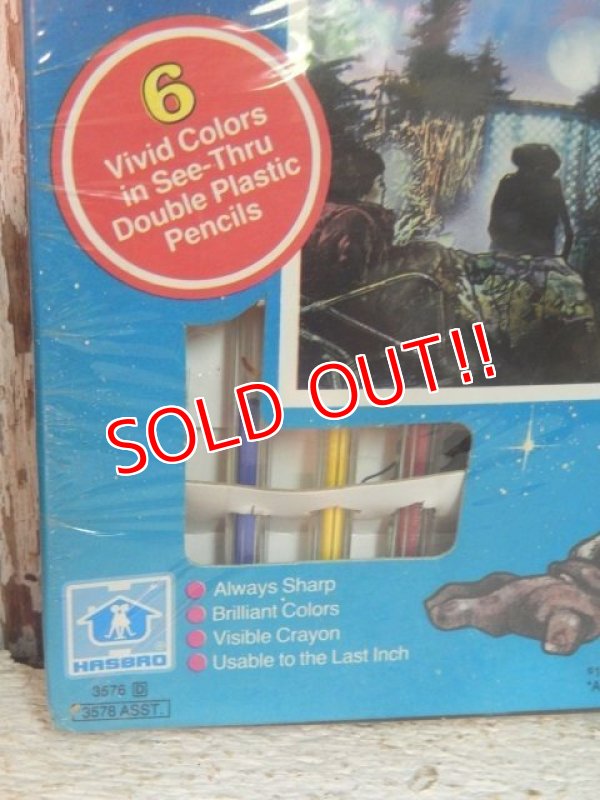 6
Vivid Colors
in See-Thru
Double Plastic
Pencils
SOLD OUT!!
Always Sharp
Brilliant Colors
Visible Crayon
Usable to the Last Inch
HASBRO
3576 D
3578 ASST.